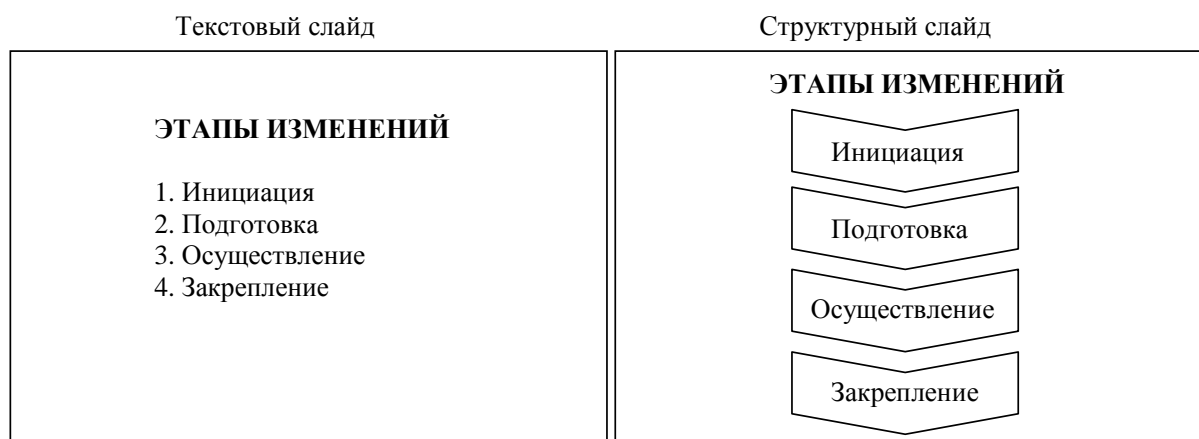 Текстовый слайд
ЭТАПЫ ИЗМЕНЕНИЙ
1. Инициация
2. Подготовка
3. Осуществление
4. Закрепление
Структурный слайд
ЭТАПЫ ИЗМЕНЕНИЙ
Инициация
Подготовка
Осуществление
Закрепление